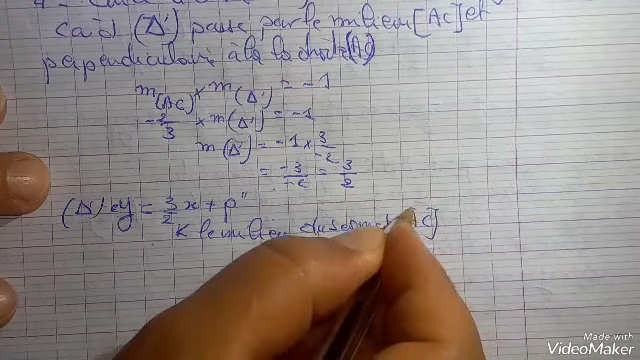 càd (Δ') passe par le milieu [AC] et
perpendiculaire à la droite (AC)
m(AC) × m(Δ') = -1
-2/3 × m(Δ') = -1
m(Δ') = -1 × 3/-2
= -3/-2 = 3/2
(Δ') : y = 3/2 x + p"
K le milieu du segment [AC]
Made with
VideoMaker